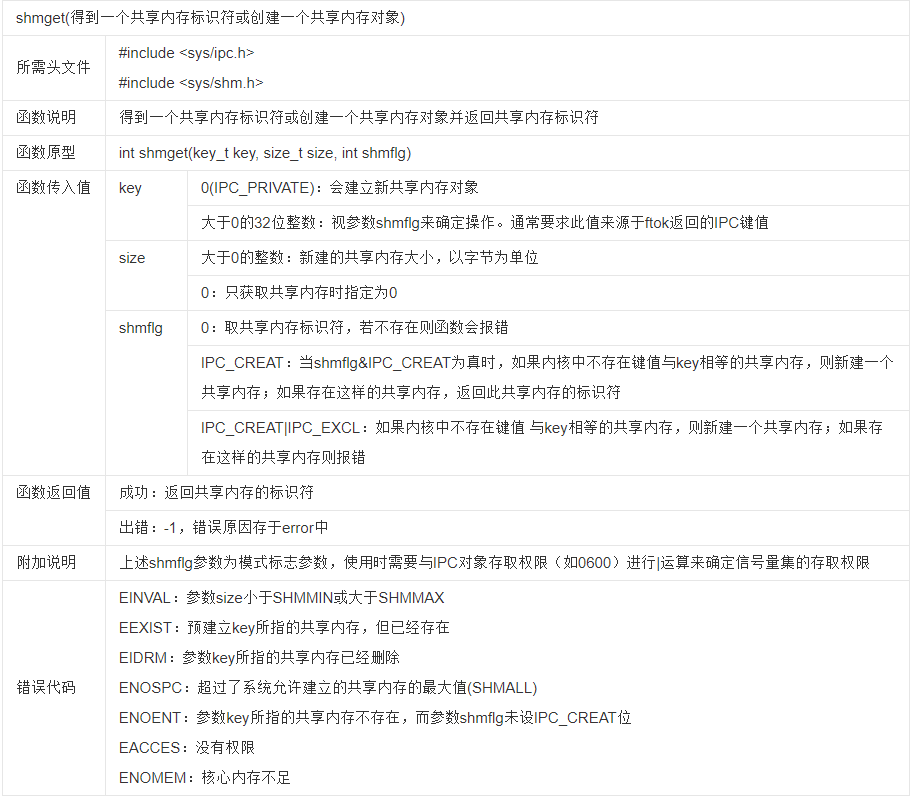 shmget(得到一个共享内存标识符或创建一个共享内存对象)
所需头文件
#include <sys/ipc.h>
#include <sys/shm.h>
函数说明
得到一个共享内存标识符或创建一个共享内存对象并返回共享内存标识符
函数原型
int shmget(key_t key, size_t size, int shmflg)
函数传入值
key
0(IPC_PRIVATE)：会建立新共享内存对象
大于0的32位整数：视参数shmflg来确定操作。通常要求此值来源于ftok返回的IPC键值
size
大于0的整数：新建的共享内存大小，以字节为单位
0：只获取共享内存时指定为0
shmflg
0：取共享内存标识符，若不存在则函数会报错
IPC_CREAT：当shmflg&IPC_CREAT为真时，如果内核中不存在键值与key相等的共享内存，则新建一个
共享内存；如果存在这样的共享内存，返回此共享内存的标识符
IPC_CREAT|IPC_EXCL：如果内核中不存在键值 与key相等的共享内存，则新建一个共享内存；如果存
在这样的共享内存则报错
函数返回值
成功：返回共享内存的标识符
出错：-1，错误原因存于error中
附加说明
上述shmflg参数为模式标志参数，使用时需要与IPC对象存取权限（如0600）进行|运算来确定信号量集的存取权限
错误代码
EINVAL：参数size小于SHMMIN或大于SHMMAX
EEXIST：预建立key所指的共享内存，但已经存在
EIDRM：参数key所指的共享内存已经删除
ENOSPC：超过了系统允许建立的共享内存的最大值(SHMALL)
ENOENT：参数key所指的共享内存不存在，而参数shmflg未设IPC_CREAT位
EACCES：没有权限
ENOMEM：核心内存不足